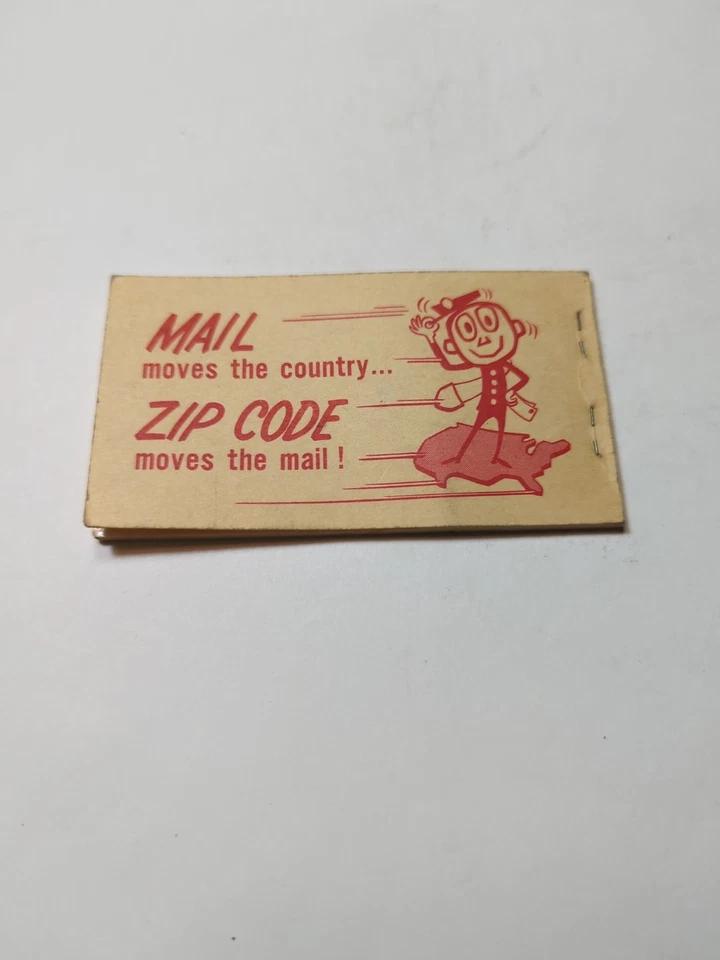 MAIL
moves the country...
ZIP CODE
moves the mail!